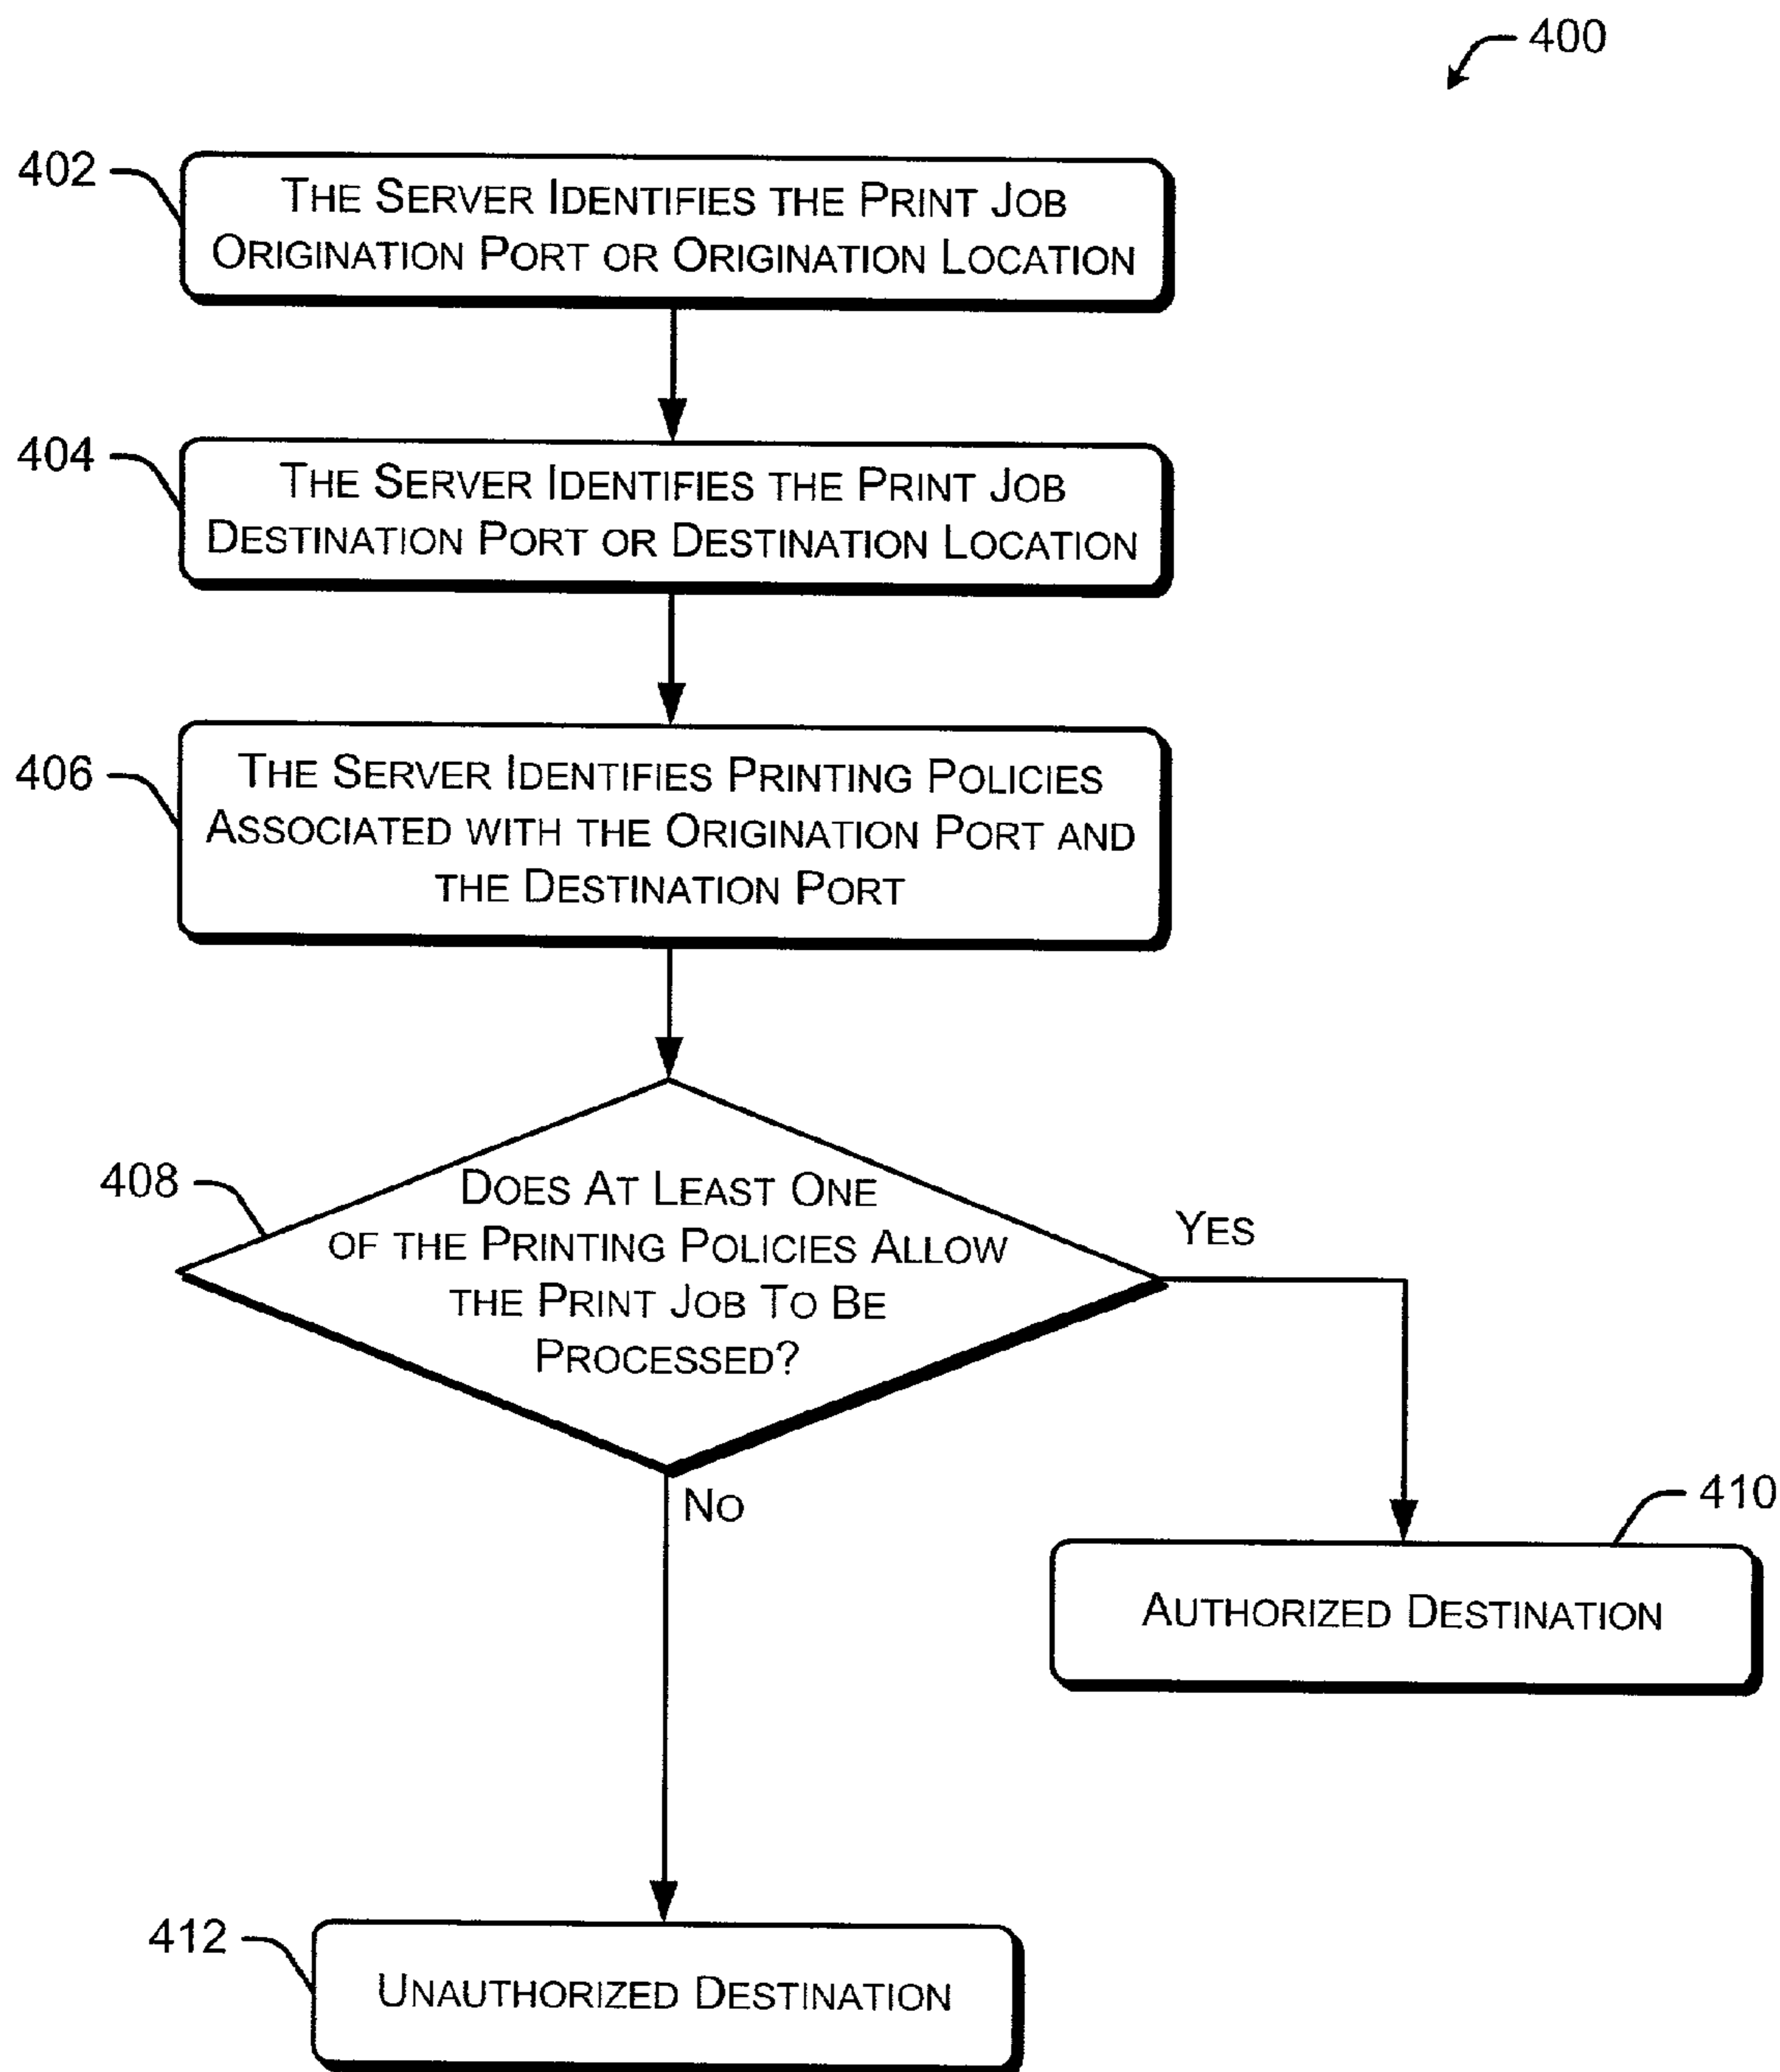 400
402
THE SERVER IDENTIFIES THE PRINT JOB
ORIGINATION PORT OR ORIGINATION LOCATION
404
THE SERVER IDENTIFIES THE PRINT JOB
DESTINATION PORT OR DESTINATION LOCATION
406
THE SERVER IDENTIFIES PRINTING POLICIES
ASSOCIATED WITH THE ORIGINATION PORT AND
THE DESTINATION PORT
408
DOES AT LEAST ONE
OF THE PRINTING POLICIES ALLOW
THE PRINT JOB TO BE
PROCESSED?
YES
NO
410
AUTHORIZED DESTINATION
412
UNAUTHORIZED DESTINATION